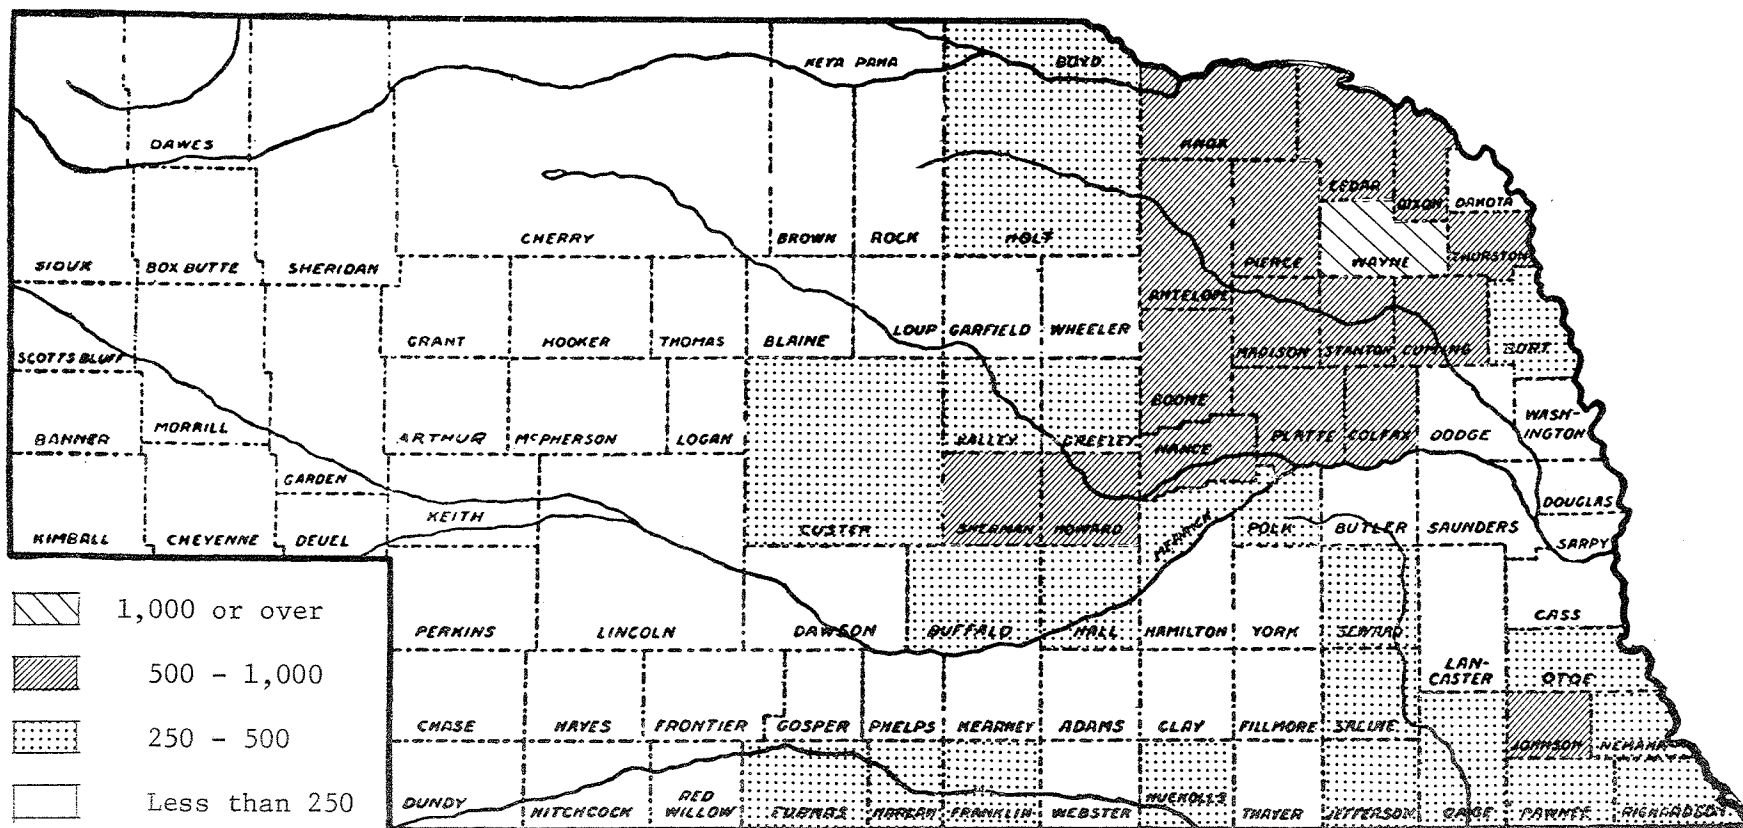 KEYA PAHA BOYD
DAWES KNOX
CEDAR
DIXON DAKOTA
CHERRY BROWN ROCK HOLT
SIOUX BOX BUTTE SHERIDAN PIERCE WAYNE THURSTON
ANTELOPE
GRANT HOOKER THOMAS BLAINE LOUP GARFIELD WHEELER
SCOTTS BLUFF MADISON STANTON CUMING BURT
BOONE
BANNER MORRILL ARTHUR McPHERSON LOGAN VALLEY GREELEY NANCE PLATTE COLFAX DODGE WASH-
INGTON
GARDEN
DOUGLAS
KEITH
KIMBALL CHEYENNE DEUEL CUSTER SHERMAN HOWARD MERRICK POLK BUTLER SAUNDERS
SARPY
1,000 or over
CASS
PERKINS LINCOLN DAWSON BUFFALO HALL HAMILTON YORK SEWARD
500 - 1,000
LAN-
CASTER OTOE
CHASE HAYES FRONTIER GOSPER PHELPS KEARNEY ADAMS CLAY FILLMORE SALINE
250 - 500
JOHNSON NEMAHA
Less than 250
DUNDY HITCHCOCK RED
WILLOW FURNAS HARLAN FRANKLIN WEBSTER NUCKOLLS THAYER JEFFERSON GAGE PAWNEE RICHARDSON